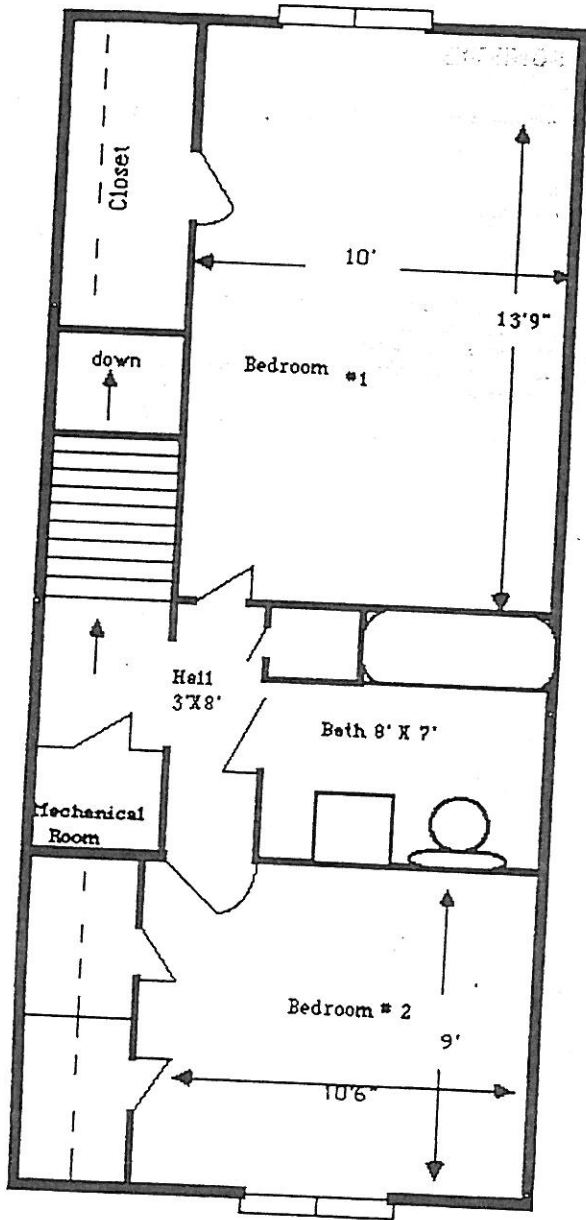 Closet
10'
13'9"
down
Bedroom #1
Hall
3'X8'
Bath 8' X 7'
Mechanical
Room
Bedroom # 2
9'
10'6"